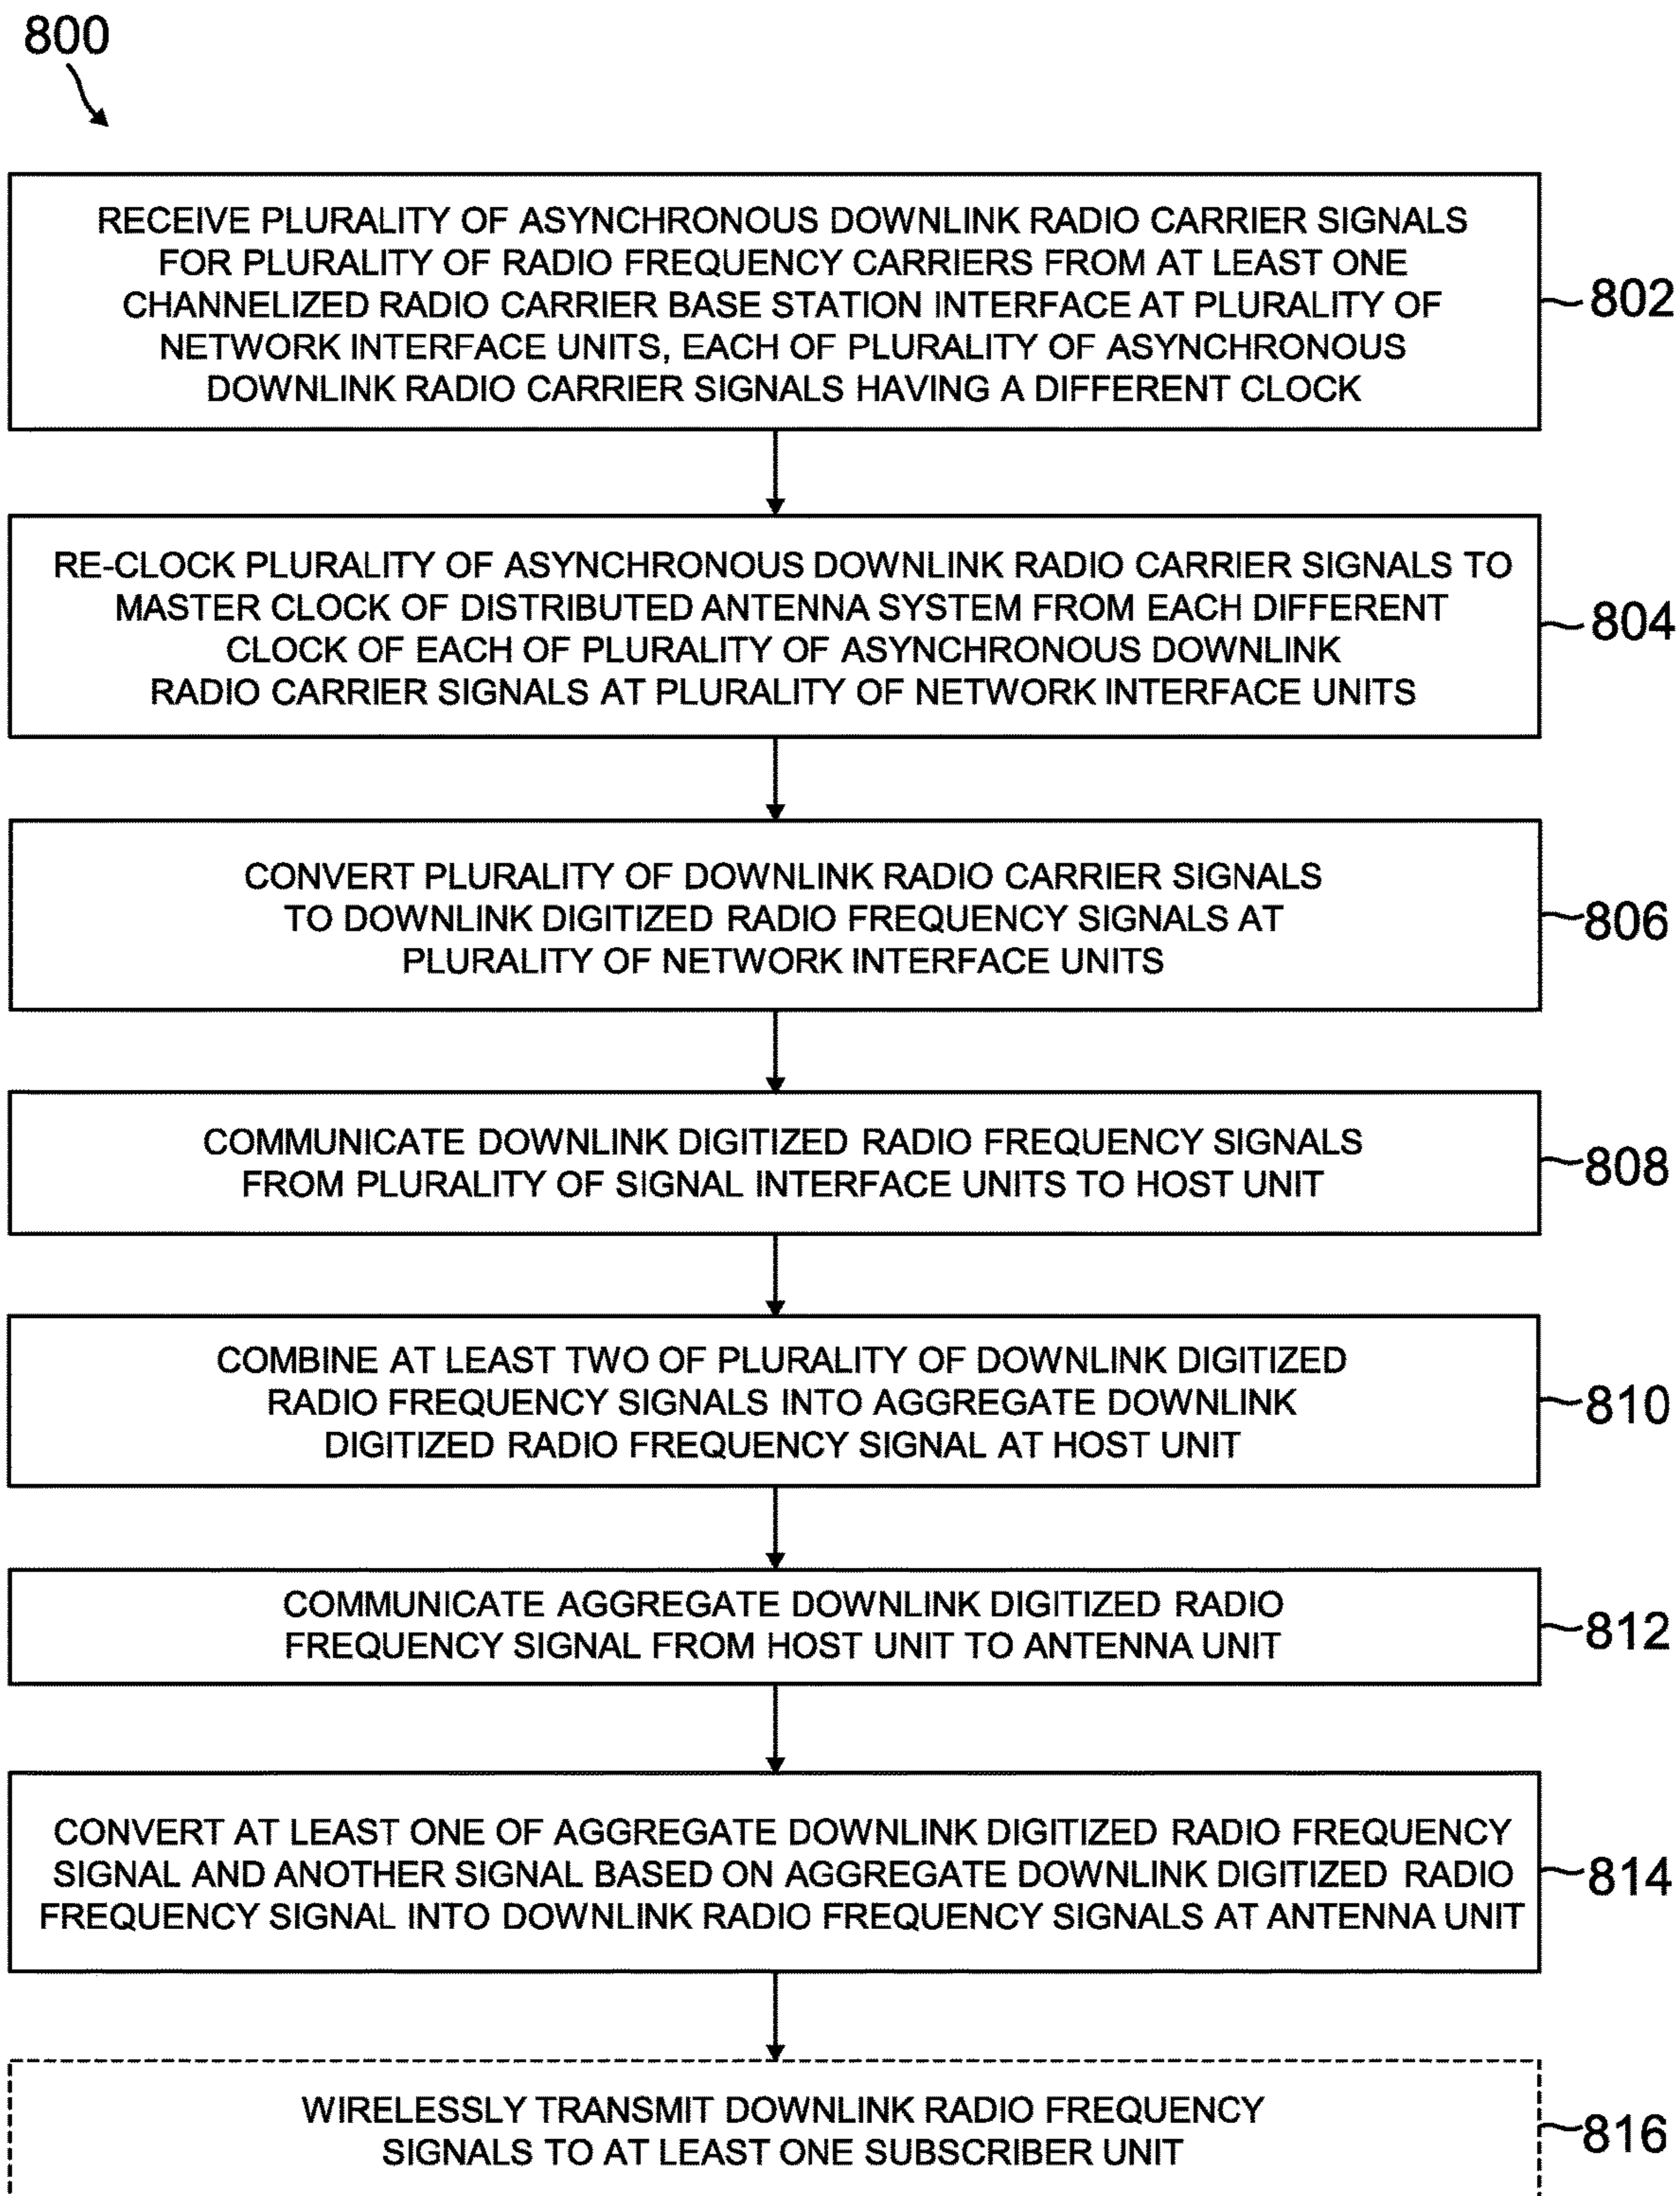 800
RECEIVE PLURALITY OF ASYNCHRONOUS DOWNLINK RADIO CARRIER SIGNALS
FOR PLURALITY OF RADIO FREQUENCY CARRIERS FROM AT LEAST ONE
CHANNELIZED RADIO CARRIER BASE STATION INTERFACE AT PLURALITY OF
NETWORK INTERFACE UNITS, EACH OF PLURALITY OF ASYNCHRONOUS
DOWNLINK RADIO CARRIER SIGNALS HAVING A DIFFERENT CLOCK
802
RE-CLOCK PLURALITY OF ASYNCHRONOUS DOWNLINK RADIO CARRIER SIGNALS TO
MASTER CLOCK OF DISTRIBUTED ANTENNA SYSTEM FROM EACH DIFFERENT
CLOCK OF EACH OF PLURALITY OF ASYNCHRONOUS DOWNLINK
RADIO CARRIER SIGNALS AT PLURALITY OF NETWORK INTERFACE UNITS
804
CONVERT PLURALITY OF DOWNLINK RADIO CARRIER SIGNALS
TO DOWNLINK DIGITIZED RADIO FREQUENCY SIGNALS AT
PLURALITY OF NETWORK INTERFACE UNITS
806
COMMUNICATE DOWNLINK DIGITIZED RADIO FREQUENCY SIGNALS
FROM PLURALITY OF SIGNAL INTERFACE UNITS TO HOST UNIT
808
COMBINE AT LEAST TWO OF PLURALITY OF DOWNLINK DIGITIZED
RADIO FREQUENCY SIGNALS INTO AGGREGATE DOWNLINK
DIGITIZED RADIO FREQUENCY SIGNAL AT HOST UNIT
810
COMMUNICATE AGGREGATE DOWNLINK DIGITIZED RADIO
FREQUENCY SIGNAL FROM HOST UNIT TO ANTENNA UNIT
812
CONVERT AT LEAST ONE OF AGGREGATE DOWNLINK DIGITIZED RADIO FREQUENCY
SIGNAL AND ANOTHER SIGNAL BASED ON AGGREGATE DOWNLINK DIGITIZED RADIO
FREQUENCY SIGNAL INTO DOWNLINK RADIO FREQUENCY SIGNALS AT ANTENNA UNIT
814
WIRELESSLY TRANSMIT DOWNLINK RADIO FREQUENCY
SIGNALS TO AT LEAST ONE SUBSCRIBER UNIT
816